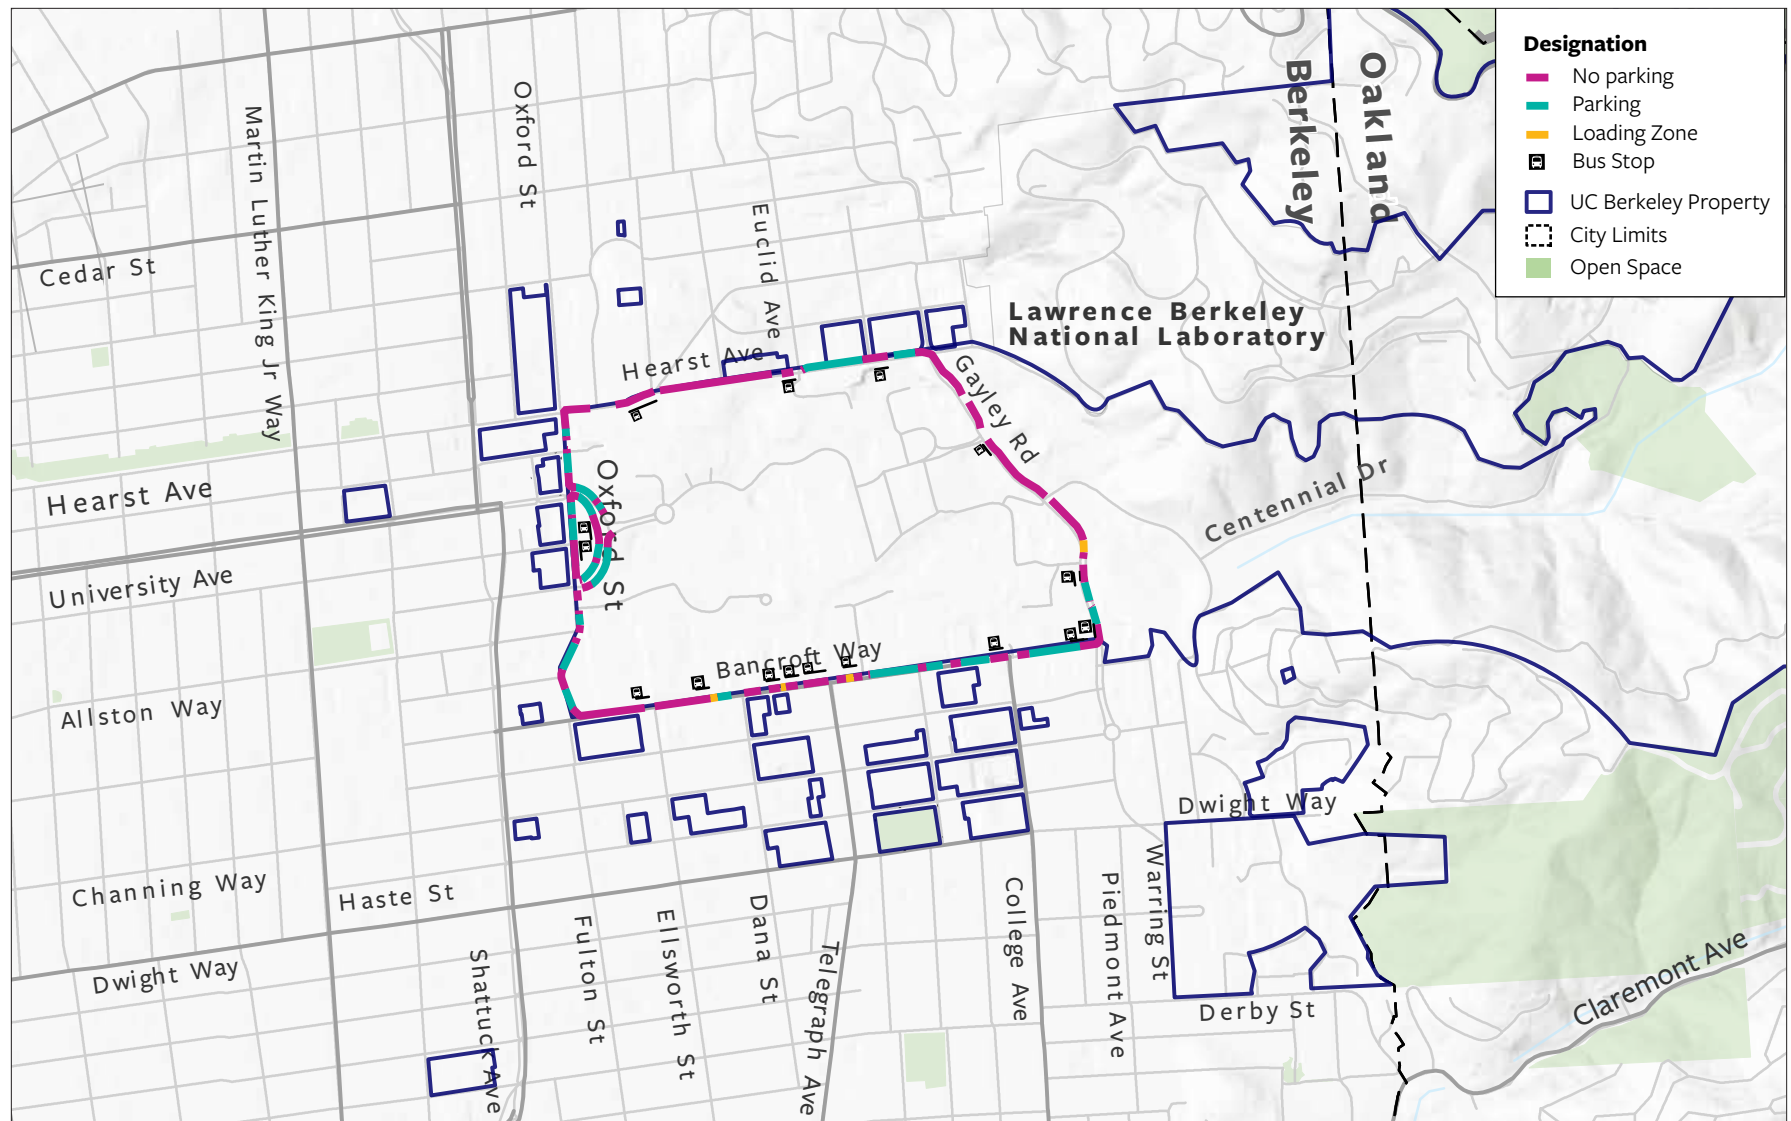 Designation
No parking
Parking
Loading Zone
Bus Stop
UC Berkeley Property
City Limits
Open Space
Berkeley
Oakland
Oxford St
Martin Luther King Jr Way
Euclid Ave
Cedar St
Lawrence Berkeley
National Laboratory
Hearst Ave
Gayley Rd
Hearst Ave
Oxford St
Centennial Dr
University Ave
Bancroft Way
Allston Way
Dwight Way
Channing Way
Haste St
Warring St
Piedmont Ave
College Ave
Dana St
Ellsworth St
Fulton St
Telegraph Ave
Shattuck Ave
Dwight Way
Derby St
Claremont Ave